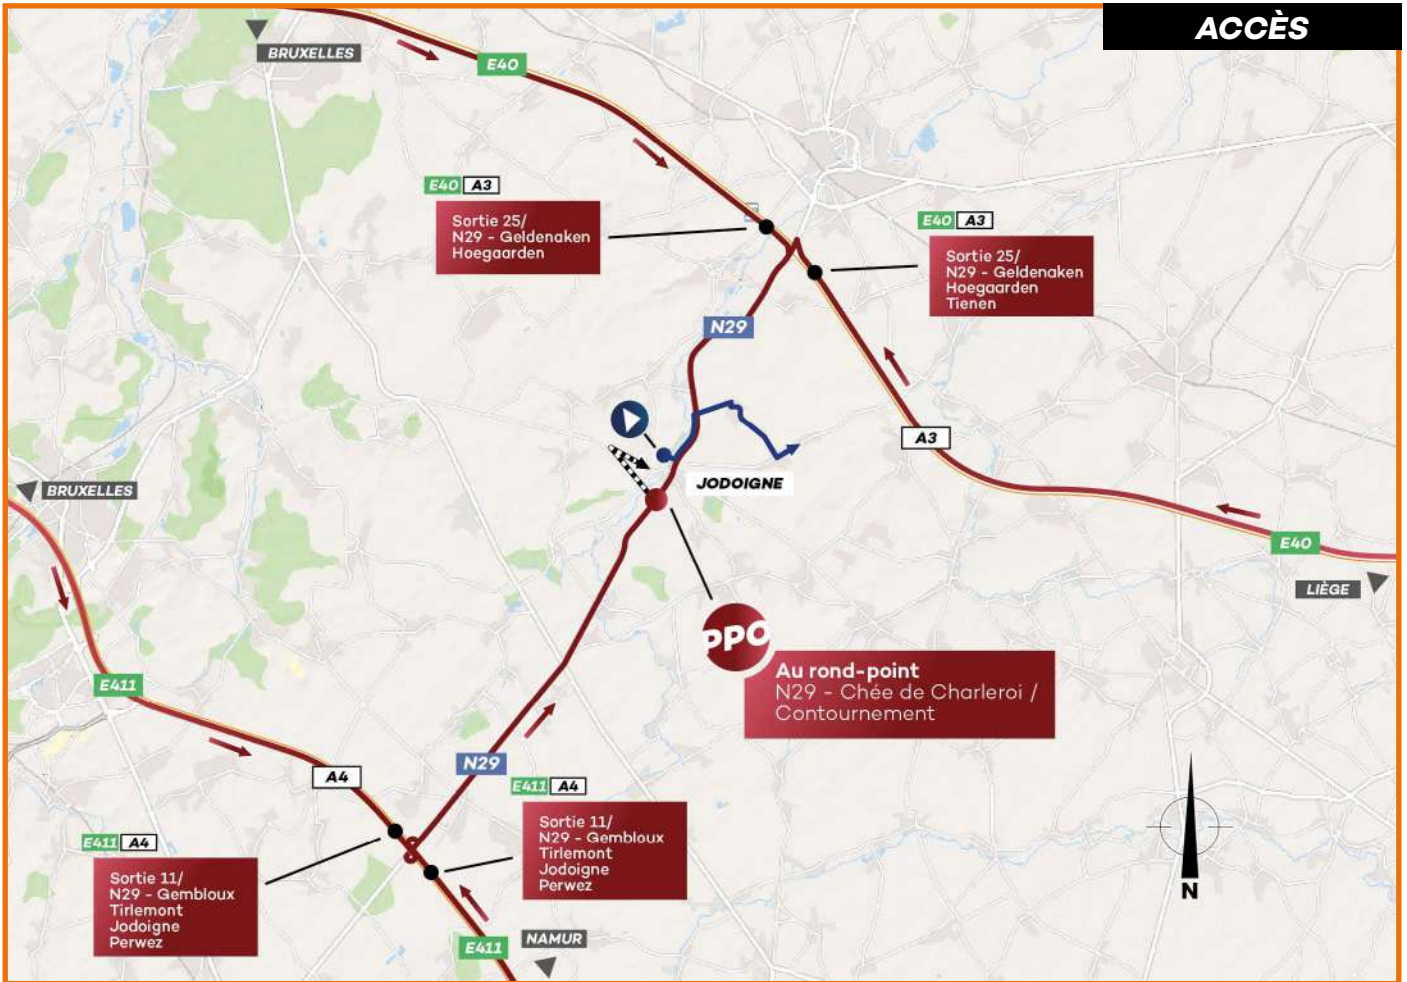 ACCÈS
BRUXELLES
E40
E40 A3
Sortie 25/
N29 - Geldenaken
Hoegaarden
E40 A3
Sortie 25/
N29 - Geldenaken
Hoegaarden
Tienen
N29
A3
JODOIGNE
BRUXELLES
E40
LIÈGE
PPO
Au rond-point
N29 - Chée de Charleroi /
Contournement
E411
N29
A4
E411 A4
Sortie 11/
N29 - Gembloux
Tirlemont
Jodoigne
Perwez
E411 A4
Sortie 11/
N29 - Gembloux
Tirlemont
Jodoigne
Perwez
E411
NAMUR
N